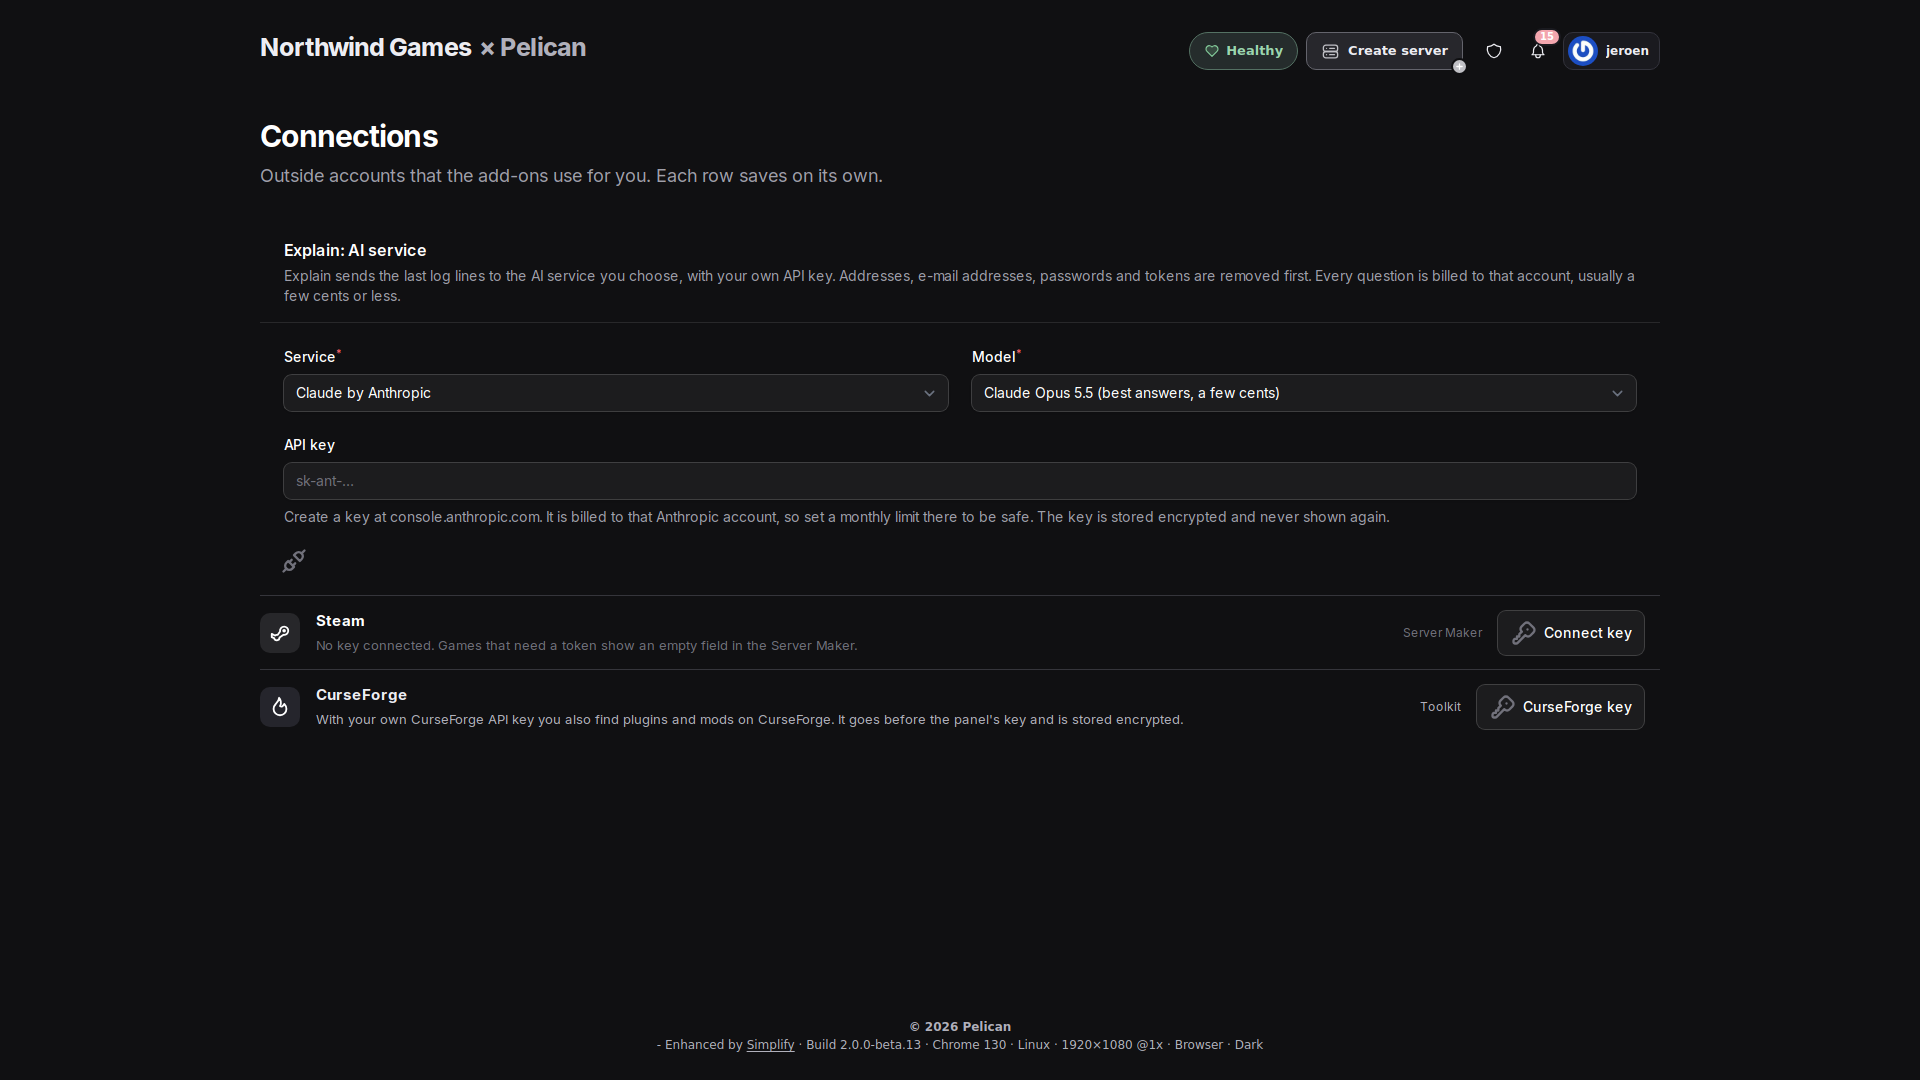 Northwind Games × Pelican
Healthy
Create server
15
jeroen
Connections
Outside accounts that the add-ons use for you. Each row saves on its own.
Explain: AI service
Explain sends the last log lines to the AI service you choose, with your own API key. Addresses, e-mail addresses, passwords and tokens are removed first. Every question is billed to that account, usually a
few cents or less.
Service*
Model*
Claude by Anthropic
Claude Opus 5.5 (best answers, a few cents)
API key
sk-ant-...
Create a key at console.anthropic.com. It is billed to that Anthropic account, so set a monthly limit there to be safe. The key is stored encrypted and never shown again.
Steam
No key connected. Games that need a token show an empty field in the Server Maker.
Server Maker
Connect key
CurseForge
With your own CurseForge API key you also find plugins and mods on CurseForge. It goes before the panel's key and is stored encrypted.
Toolkit
CurseForge key
© 2026 Pelican
- Enhanced by Simplify · Build 2.0.0-beta.13 · Chrome 130 · Linux · 1920×1080 @1x · Browser · Dark